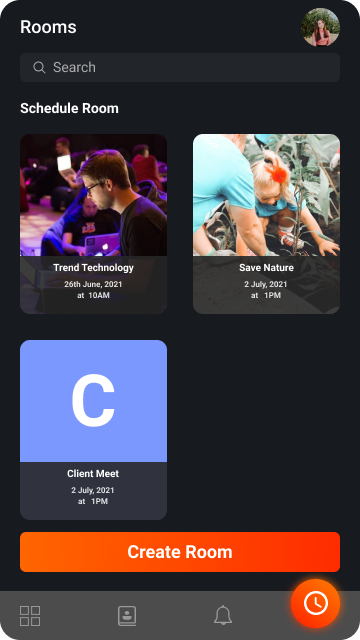 Rooms
Search
Schedule Room
Trend Technology
26th June, 2021
at 10AM
Save Nature
2 July, 2021
at 1PM
C
Client Meet
2 July, 2021
at 1PM
Create Room